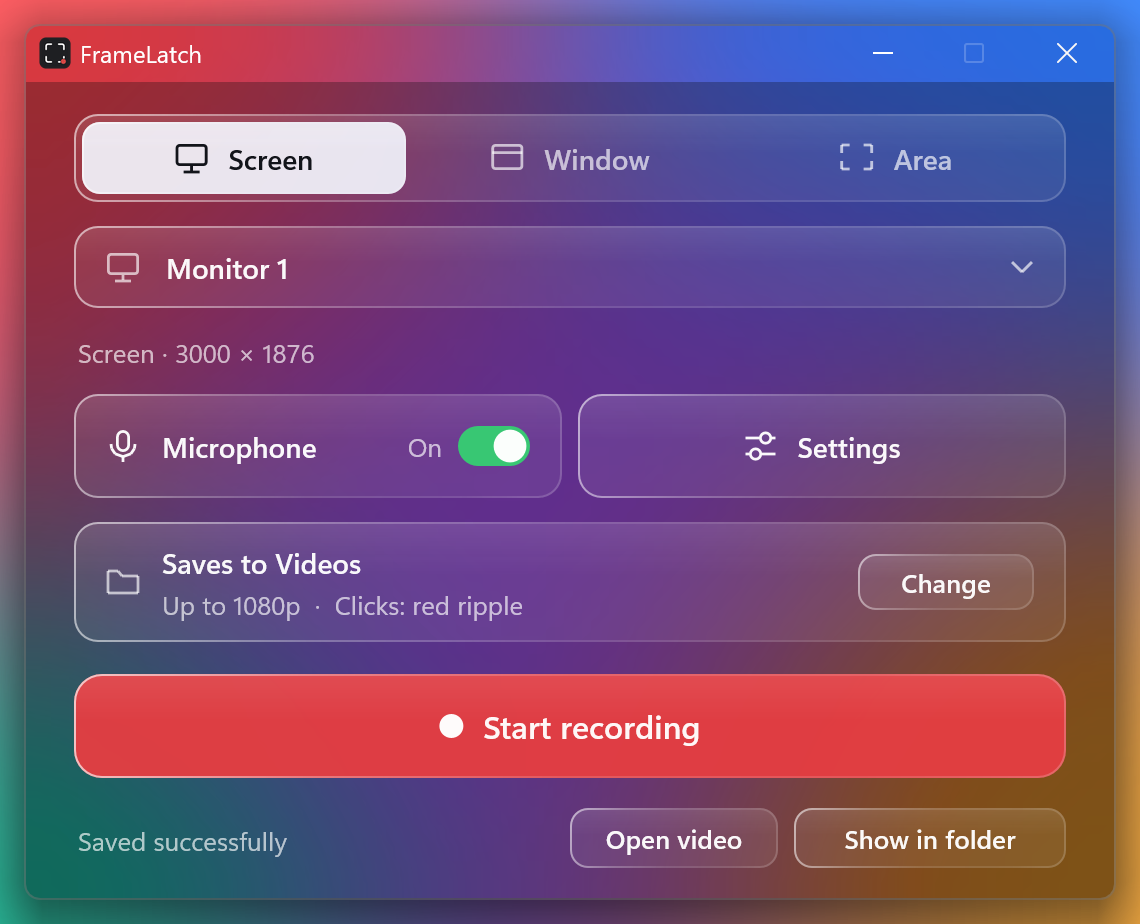 FrameLatch
Screen
Window
Area
Monitor 1
Screen · 3000 × 1876
Microphone
On
Settings
Saves to Videos
Up to 1080p · Clicks: red ripple
Change
Start recording
Saved successfully
Open video
Show in folder